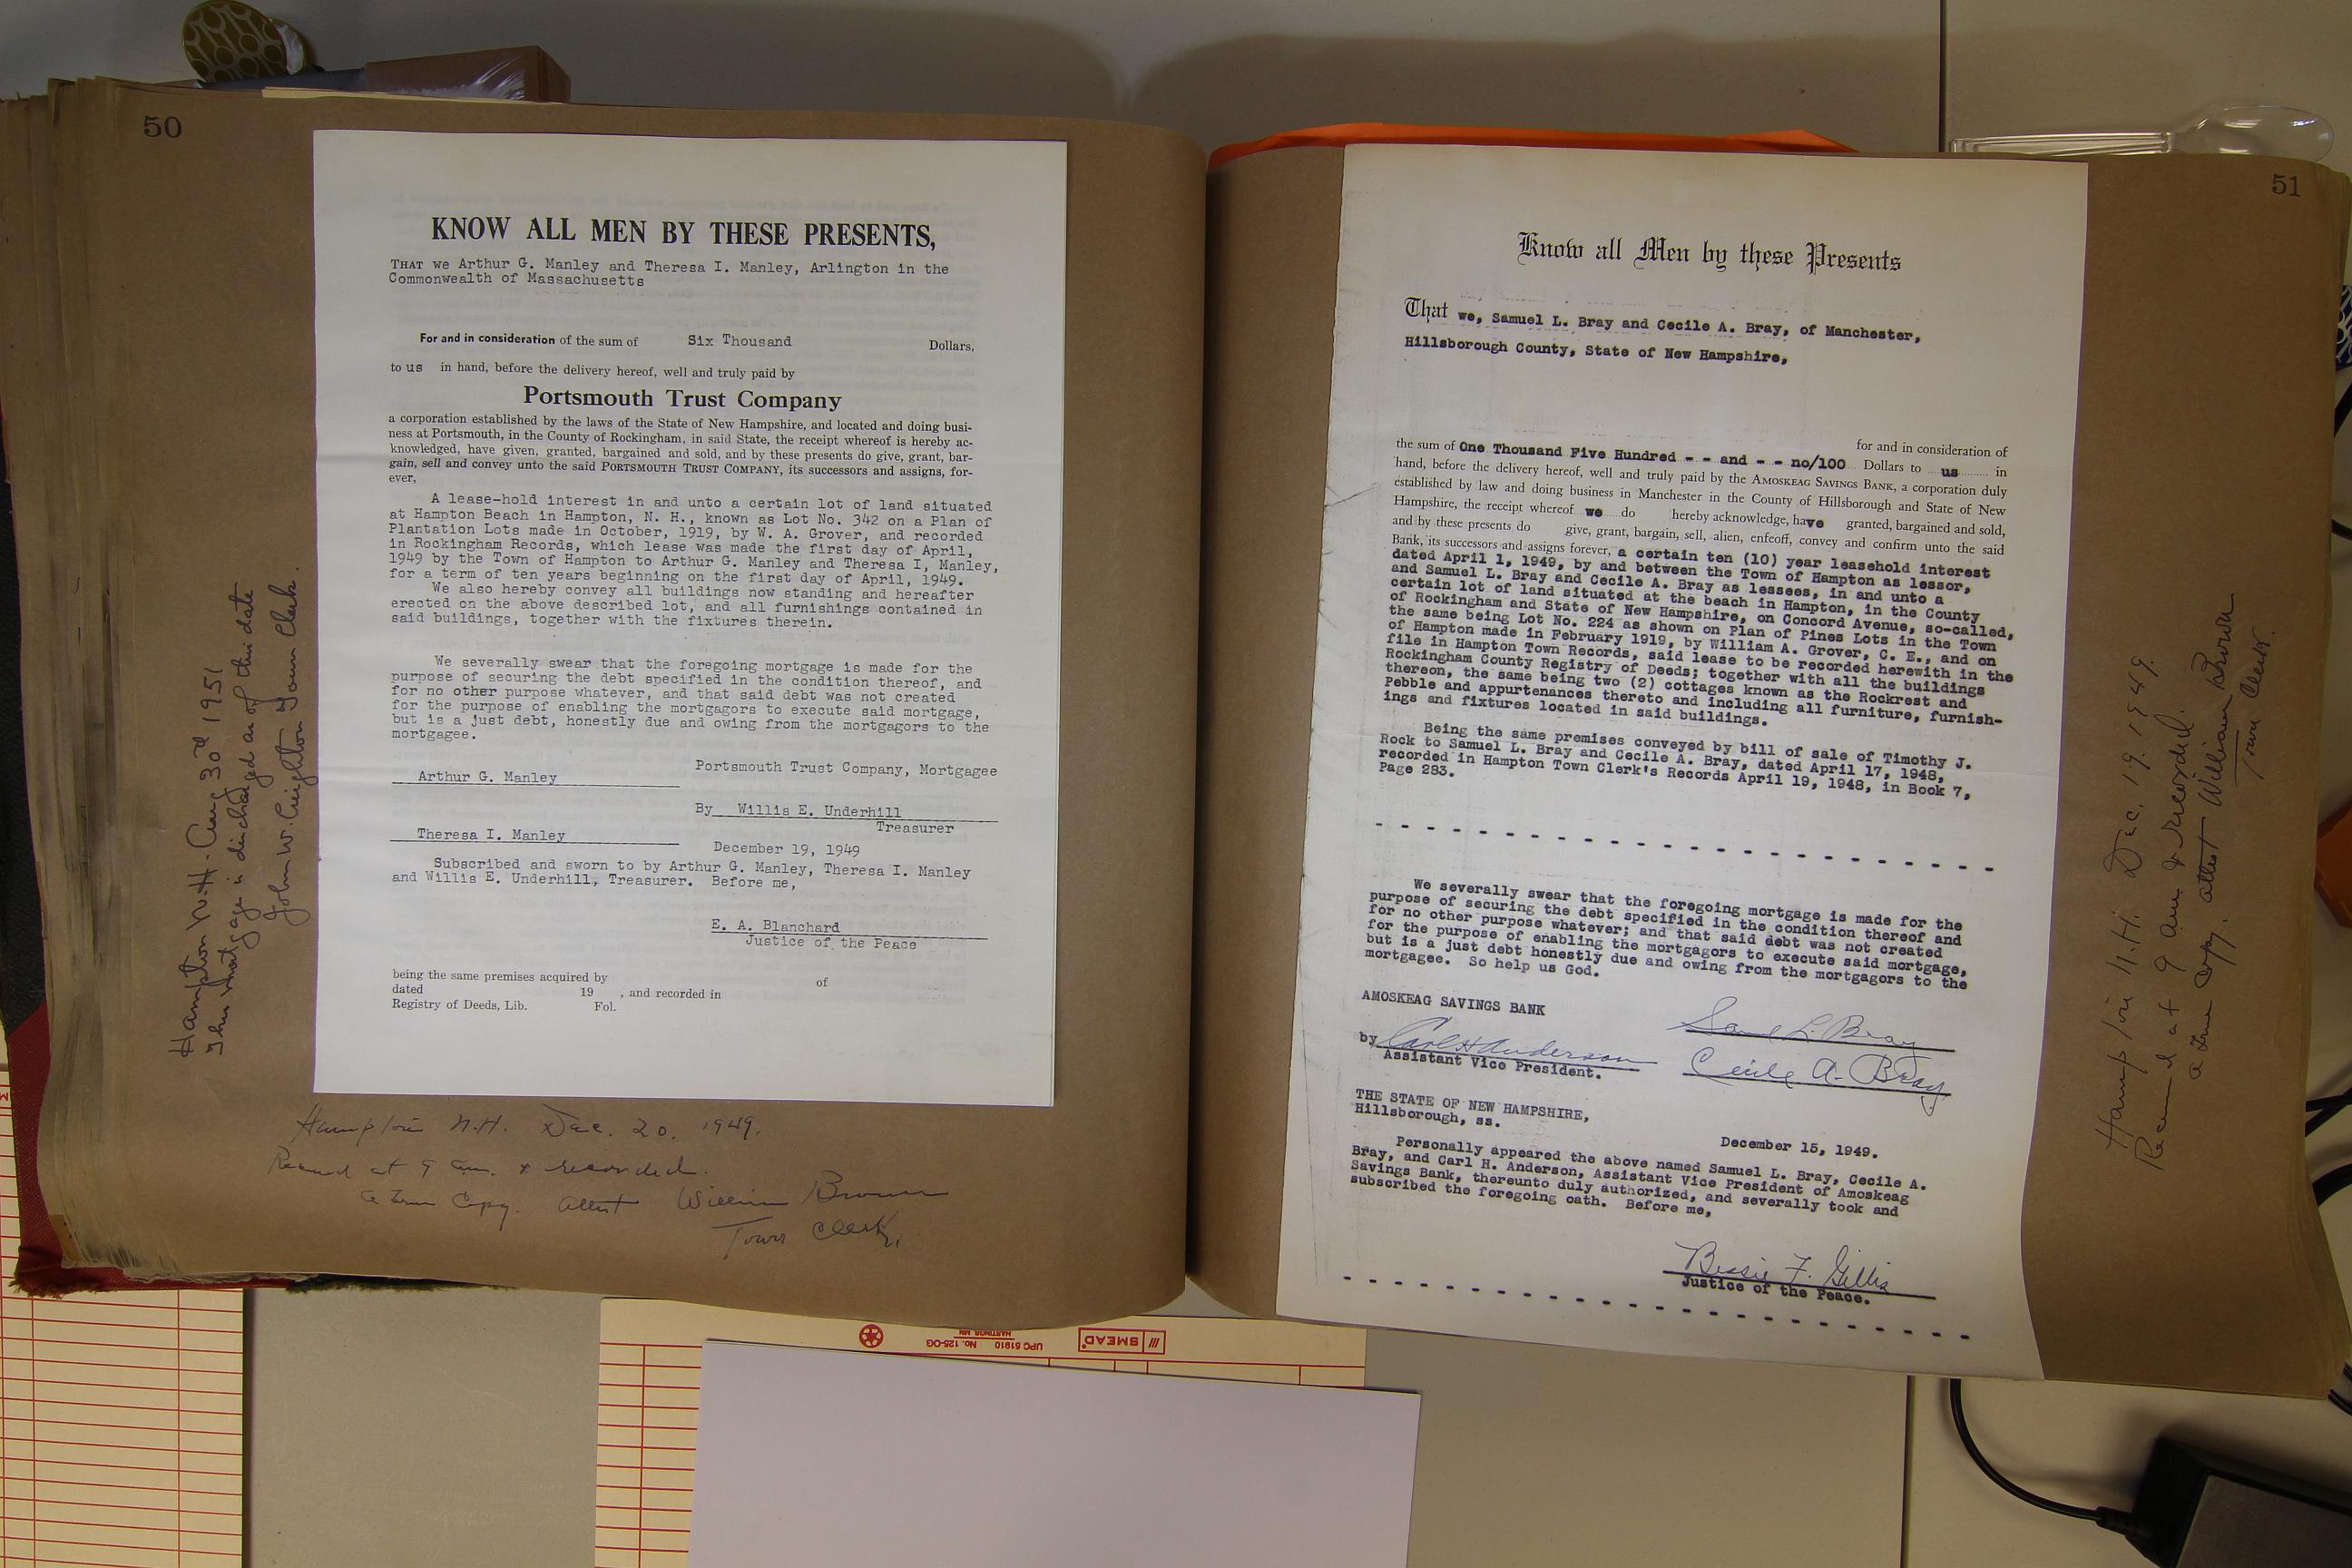 50
KNOW ALL MEN BY THESE PRESENTS,
THAT we Arthur G. Manley and Theresa I. Manley, Arlington in the
Commonwealth of Massachusetts
For and in consideration of the sum of Six Thousand Dollars,
to us in hand, before the delivery hereof, well and truly paid by
Portsmouth Trust Company
a corporation established by the laws of the State of New Hampshire, and located and doing busi-
ness at Portsmouth, in the County of Rockingham, in said State, the receipt whereof is hereby ac-
knowledged, have given, granted, bargained and sold, and by these presents do give, grant, bar-
gain, sell and convey unto the said PORTSMOUTH TRUST COMPANY, its successors and assigns, for-
ever,
A lease-hold interest in and unto a certain lot of land situated
at Hampton Beach in Hampton, N. H., known as Lot No. 342 on a Plan of
Plantation Lots made in October, 1919, by W. A. Grover, and recorded
in Rockingham Records, which lease was made the first day of April,
1949 by the Town of Hampton to Arthur G. Manley and Theresa I, Manley,
for a term of ten years beginning on the first day of April, 1949.
We also hereby convey all buildings now standing and hereafter
erected on the above described lot, and all furnishings contained in
said buildings, together with the fixtures therein.
We severally swear that the foregoing mortgage is made for the
purpose of securing the debt specified in the condition thereof, and
for no other purpose whatever, and that said debt was not created
for the purpose of enabling the mortgagors to execute said mortgage,
but is a just debt, honestly due and owing from the mortgagors to the
mortgagee.
Portsmouth Trust Company, Mortgagee
Arthur G. Manley
By Willis E. Underhill
Treasurer
Theresa I. Manley
December 19, 1949
Subscribed and sworn to by Arthur G. Manley, Theresa I. Manley
and Willis E. Underhill, Treasurer. Before me,
E. A. Blanchard
Justice of the Peace
being the same premises acquired by of
dated 19 , and recorded in
Registry of Deeds, Lib. Fol.
Hampton N.H. Dec. 20. 1949.
Received at 9 am. & recorded.
a True Copy. attest William Brown
Town Clerk.
Hampton N.H. Aug 30th 1951
This mortgage is discharged as of this date
John W. Creighton Town Clerk.
51
Know all Men by these Presents
That we, Samuel L. Bray and Cecile A. Bray, of Manchester,
Hillsborough County, State of New Hampshire,
for and in consideration of
the sum of One Thousand Five Hundred - - and - - no/100 Dollars to us in
hand, before the delivery hereof, well and truly paid by the AMOSKEAG SAVINGS BANK, a corporation duly
established by law and doing business in Manchester in the County of Hillsborough and State of New
Hampshire, the receipt whereof we do hereby acknowledge, have granted, bargained and sold,
and by these presents do give, grant, bargain, sell, alien, enfeoff, convey and confirm unto the said
Bank, its successors and assigns forever, a certain ten (10) year leasehold interest
dated April 1, 1949, by and between the Town of Hampton as lessor,
and Samuel L. Bray and Cecile A. Bray as lessees, in and unto a
certain lot of land situated at the beach in Hampton, in the County
of Rockingham and State of New Hampshire, on Concord Avenue, so-called,
the same being Lot No. 224 as shown on Plan of Pines Lots in the Town
of Hampton made in February 1919, by William A. Grover, C. E., and on
file in Hampton Town Records, said lease to be recorded herewith in the
Rockingham County Registry of Deeds; together with all the buildings
thereon, the same being two (2) cottages known as the Rockrest and
Pebble and appurtenances thereto and including all furniture, furnish-
ings and fixtures located in said buildings.
Being the same premises conveyed by bill of sale of Timothy J.
Rock to Samuel L. Bray and Cecile A. Bray, dated April 17, 1948,
recorded in Hampton Town Clerk's Records April 19, 1948, in Book 7,
Page 283.
We severally swear that the foregoing mortgage is made for the
purpose of securing the debt specified in the condition thereof and
for no other purpose whatever; and that said debt was not created
for the purpose of enabling the mortgagors to execute said mortgage,
but is a just debt honestly due and owing from the mortgagors to the
mortgagee. So help us God.
AMOSKEAG SAVINGS BANK
Saml L. Bray
by Carl H Anderson
Assistant Vice President.
Cecile A. Bray
THE STATE OF NEW HAMPSHIRE,
Hillsborough, ss.
December 15, 1949.
Personally appeared the above named Samuel L. Bray, Cecile A.
Bray, and Carl H. Anderson, Assistant Vice President of Amoskeag
Savings Bank, thereunto duly authorized, and severally took and
subscribed the foregoing oath. Before me,
Bessie F. Gillis
Justice of the Peace.
Hampton N.H. Dec. 19. 1949.
Received at 9 am & recorded.
a True Copy attest William Brown
Town Clerk.
SMEAD
UPC 51910
No. 125-OG
HASTINGS MN